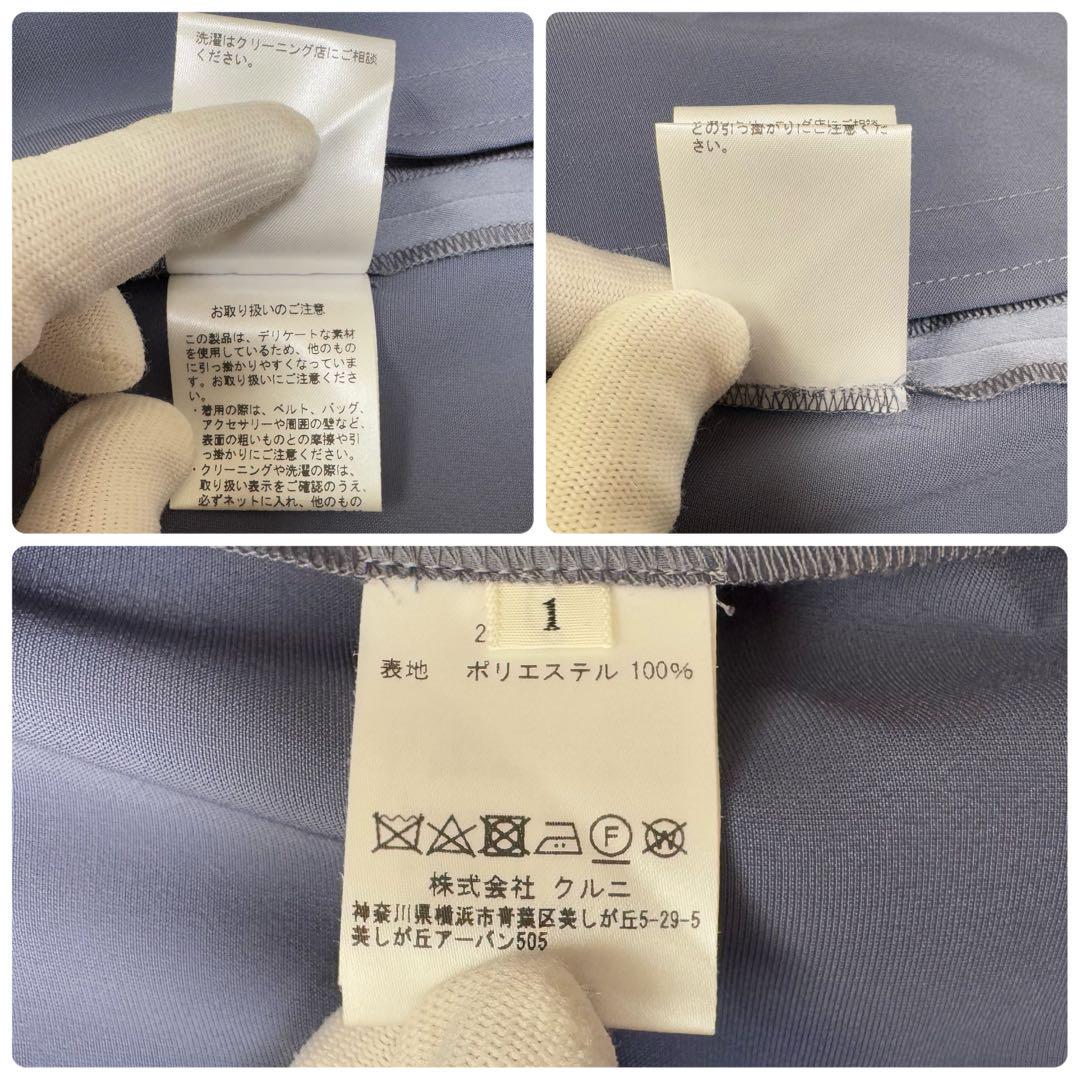 洗濯はクリーニング店にご相談
ください。
お取り扱いのご注意
この製品は、デリケートな素材
を使用しているため、他のもの
に引っ掛かりやすくなっていま
す。お取り扱いにご注意くださ
い。
・着用の際は、ベルト、バッグ、
アクセサリーや周囲の壁など、
表面の粗いものとの摩擦や引
っ掛かりにご注意ください。
・クリーニングや洗濯の際は、
取り扱い表示をご確認のうえ、
必ずネットに入れ、他のもの
との引っ掛かりにご注意くだ
さい。
2 1
表地 ポリエステル 100%
F W
株式会社 クルニ
神奈川県横浜市青葉区美しが丘5-29-5
美しが丘アーバン505